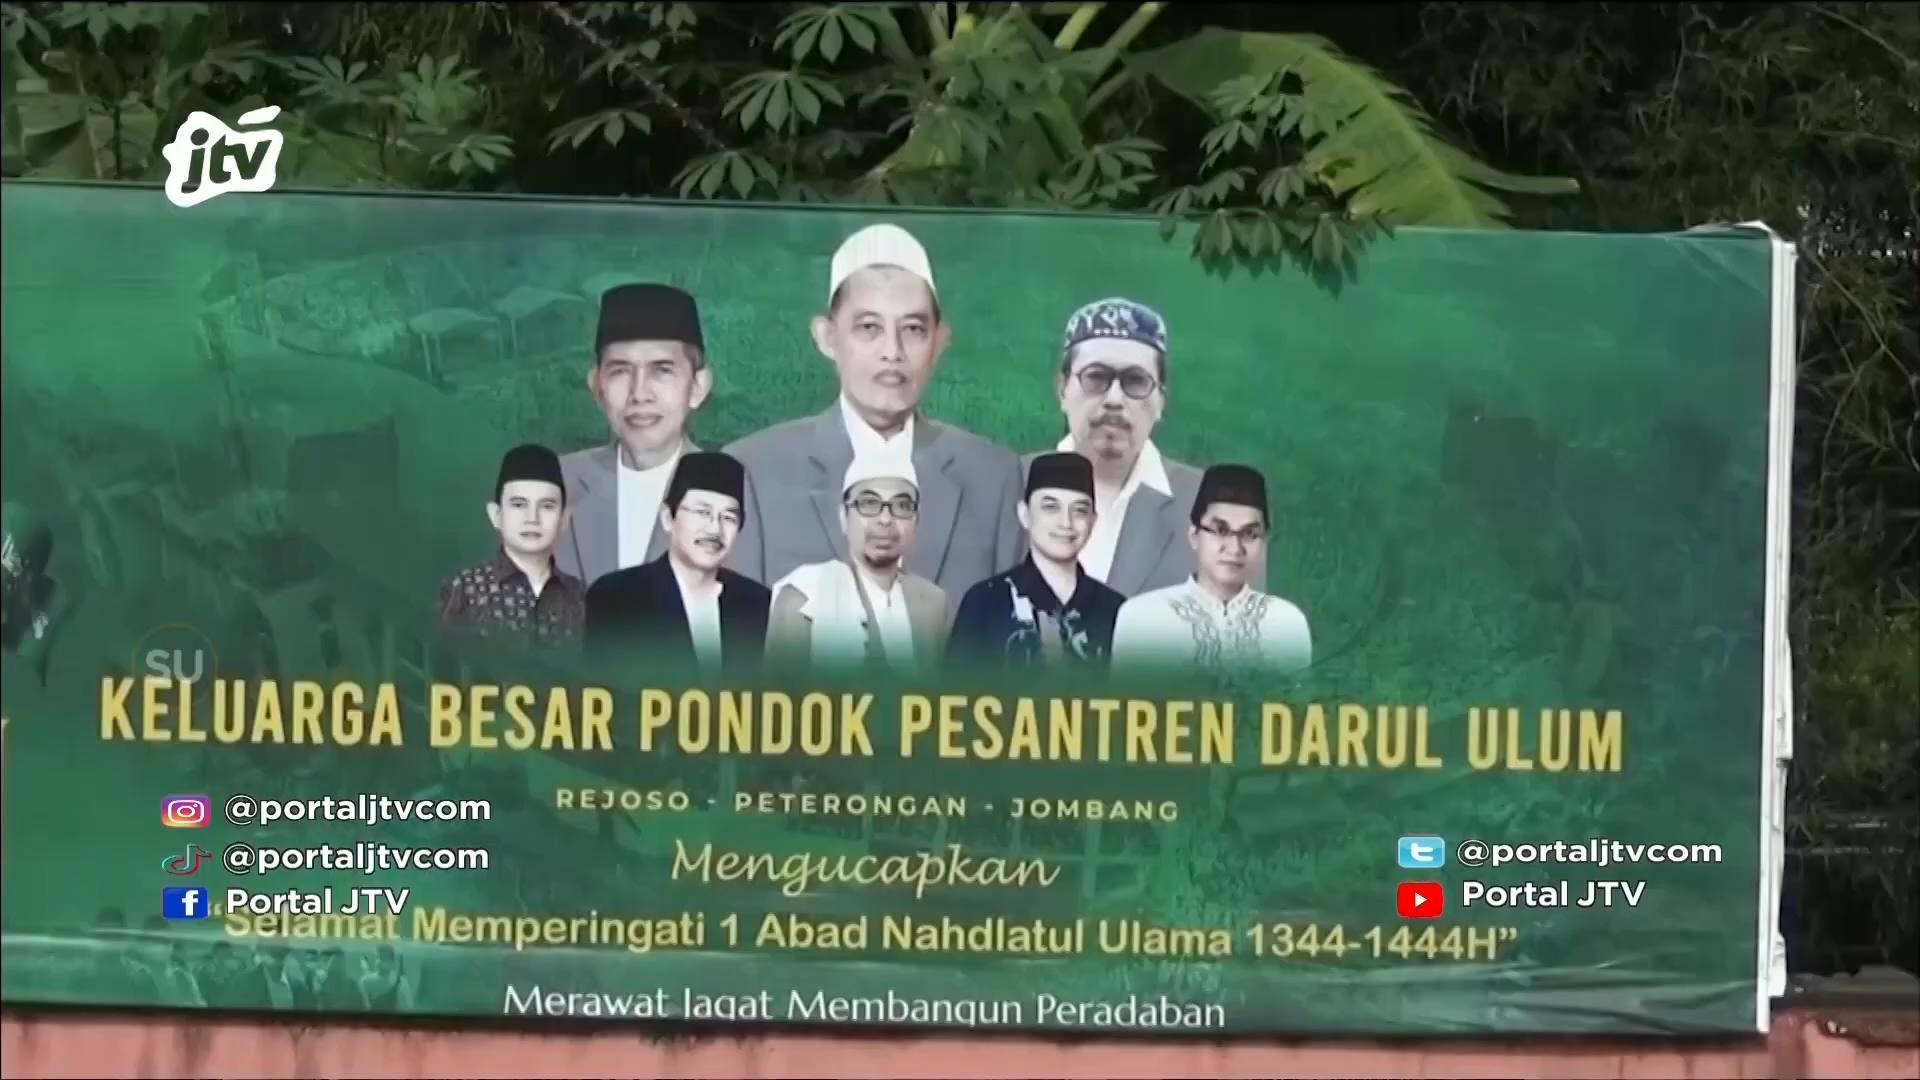 jtv
SU
KELUARGA BESAR PONDOK PESANTREN DARUL ULUM
REJOSO - PETERONGAN - JOMBANG
Mengucapkan
“Selamat Memperingati 1 Abad Nahdlatul Ulama 1344-1444H”
Merawat Jagat Membangun Peradaban
@portaljtvcom
@portaljtvcom
Portal JTV
@portaljtvcom
Portal JTV